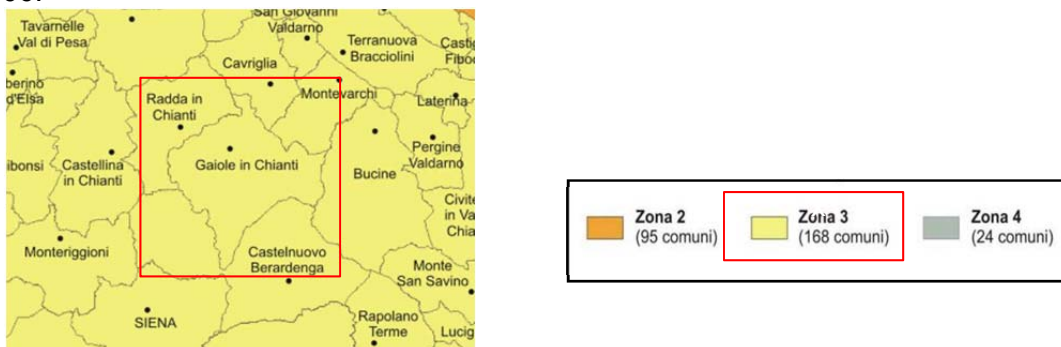 San Giovanni
Valdarno
Tavarnelle
Val di Pesa
Terranuova
Bracciolini
Cavriglia
d'Elsa
Radda in
Chianti
Montevarchi
Laterina
Pergine
Valdarno
Castellina
in Chianti
Gaiole in Chianti
Bucine
Monteriggioni
Castelnuovo
Berardenga
Monte
San Savino
SIENA
Rapolano
Terme
Zona 2
(95 comuni)
Zona 3
(168 comuni)
Zona 4
(24 comuni)